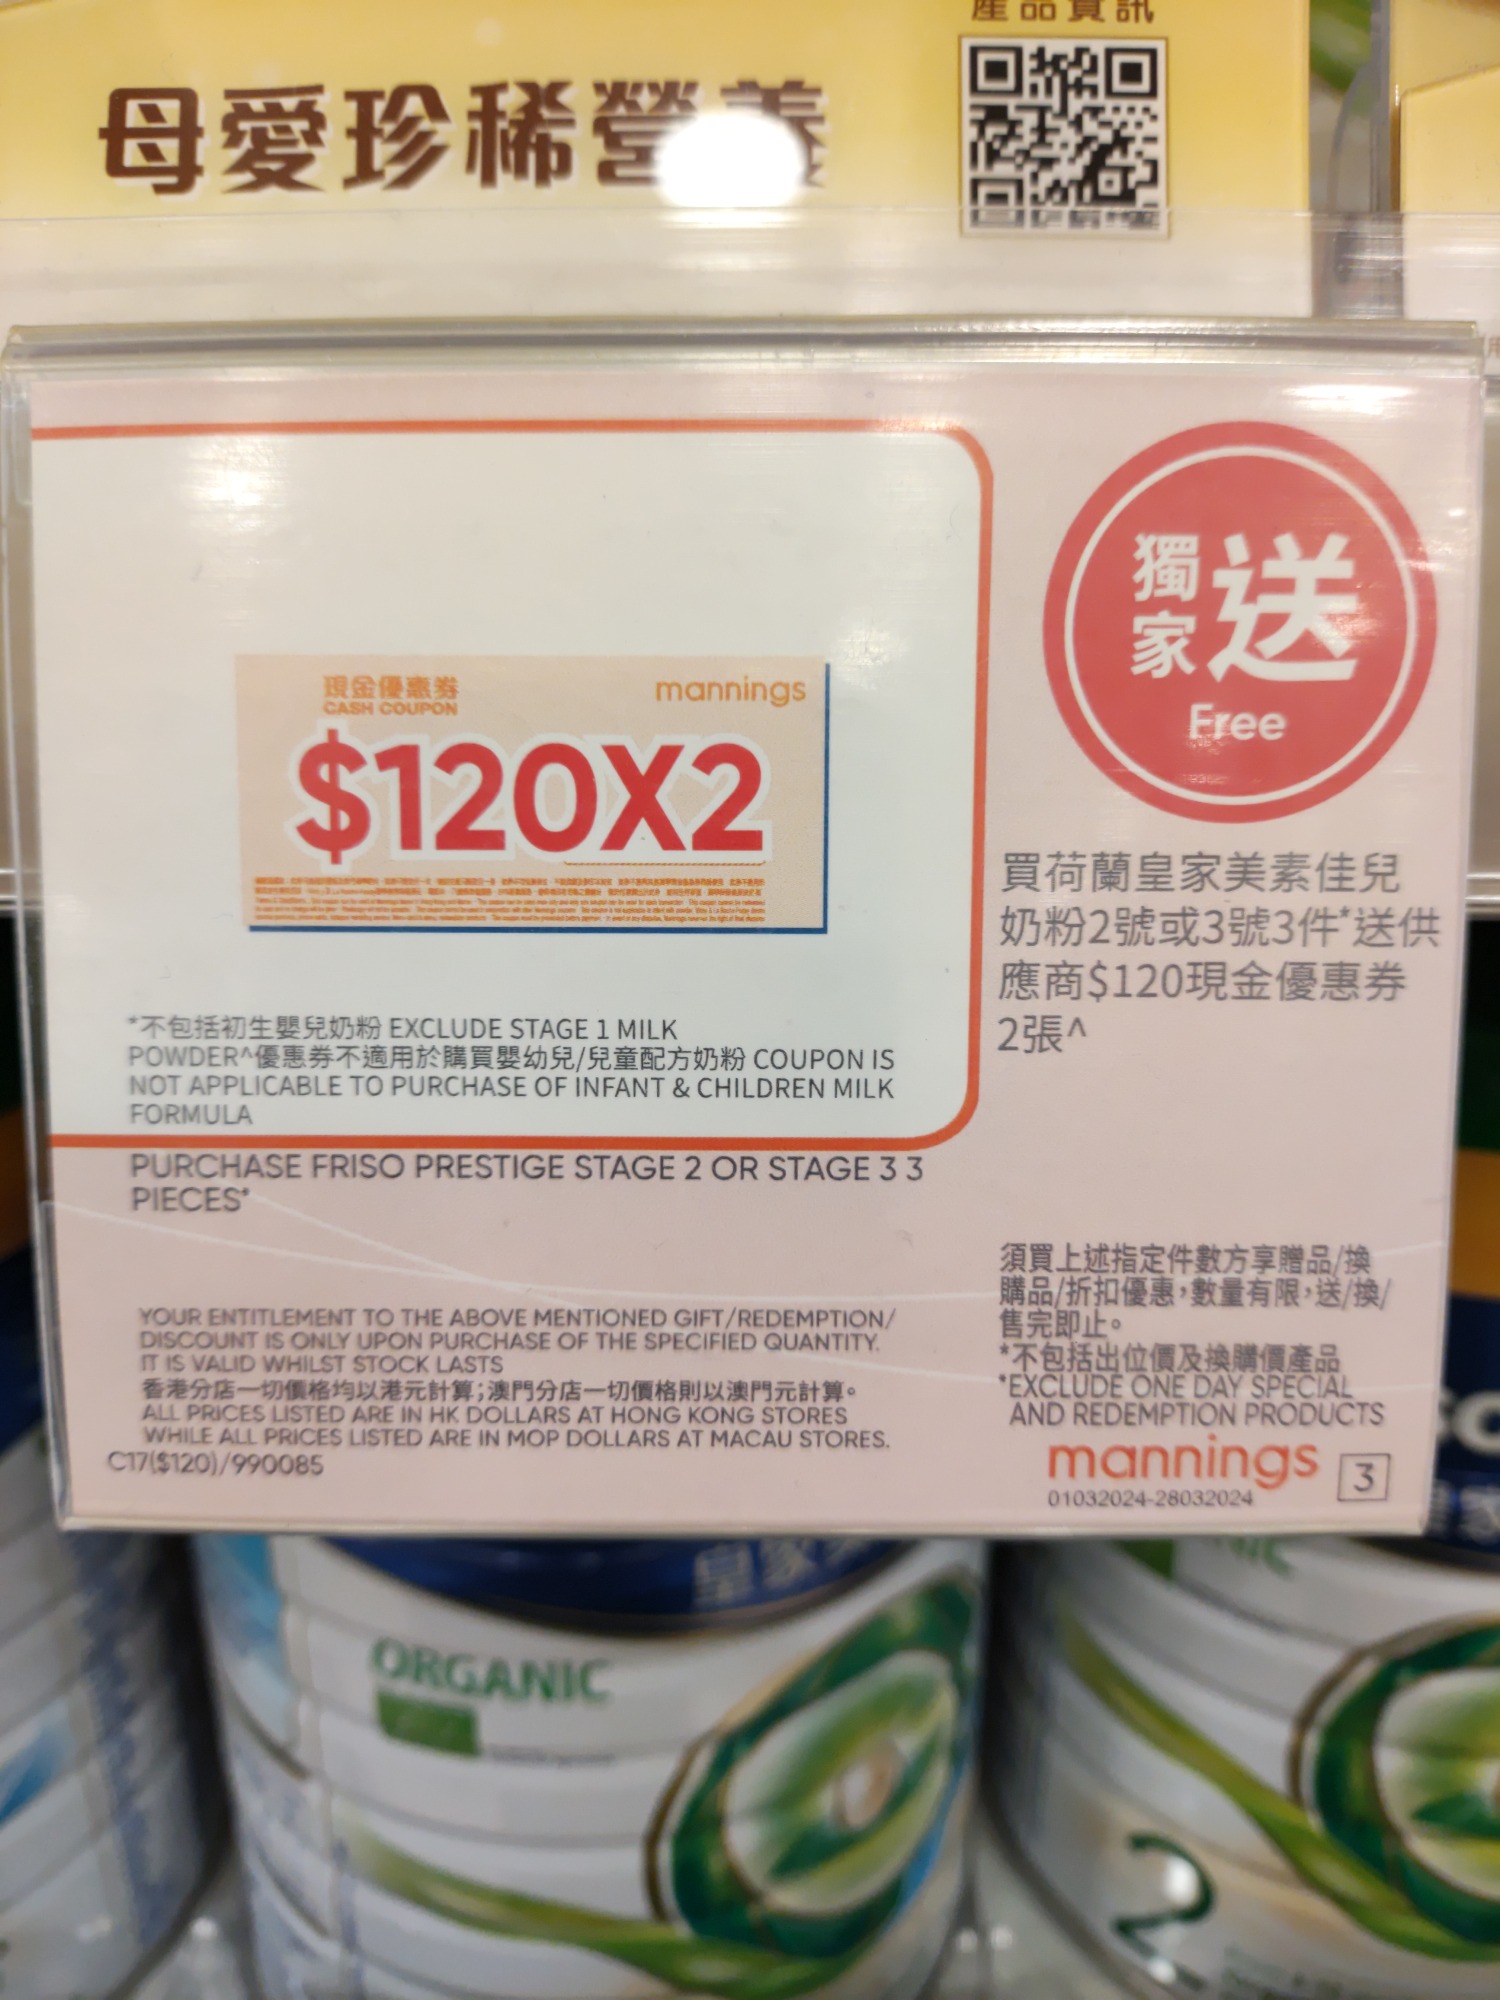 產品資訊
母愛珍稀營養
獨家送
Free
現金優惠券
CASH COUPON
mannings
$120X2
買荷蘭皇家美素佳兒
奶粉2號或3號3件*送供
應商$120現金優惠券
2張^
*不包括初生嬰兒奶粉 EXCLUDE STAGE 1 MILK
POWDER^優惠券不適用於購買嬰幼兒/兒童配方奶粉 COUPON IS
NOT APPLICABLE TO PURCHASE OF INFANT & CHILDREN MILK
FORMULA
PURCHASE FRISO PRESTIGE STAGE 2 OR STAGE 3 3
PIECES*
須買上述指定件數方享贈品/換
購品/折扣優惠，數量有限，送/換/
售完即止。
*不包括出位價及換購價產品
*EXCLUDE ONE DAY SPECIAL
AND REDEMPTION PRODUCTS
YOUR ENTITLEMENT TO THE ABOVE MENTIONED GIFT/REDEMPTION/
DISCOUNT IS ONLY UPON PURCHASE OF THE SPECIFIED QUANTITY.
IT IS VALID WHILST STOCK LASTS
香港分店一切價格均以港元計算；澳門分店一切價格則以澳門元計算。
ALL PRICES LISTED ARE IN HK DOLLARS AT HONG KONG STORES
WHILE ALL PRICES LISTED ARE IN MOP DOLLARS AT MACAU STORES.
C17($120)/990085
mannings
3
01032024-28032024
皇家
ORGANIC
2